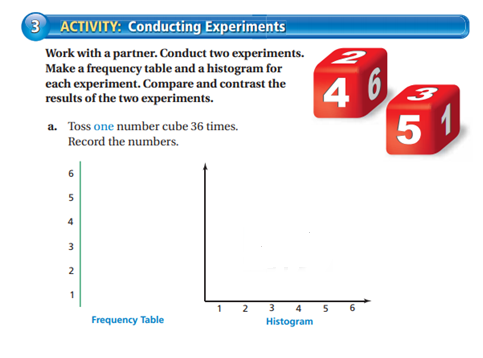 3 ACTIVITY: Conducting Experiments
Work with a partner. Conduct two experiments.
Make a frequency table and a histogram for
each experiment. Compare and contrast the
results of the two experiments.
2
4 6
3
5 1
a. Toss one number cube 36 times.
Record the numbers.
6
5
4
3
2
1
Frequency Table
1 2 3 4 5 6
Histogram